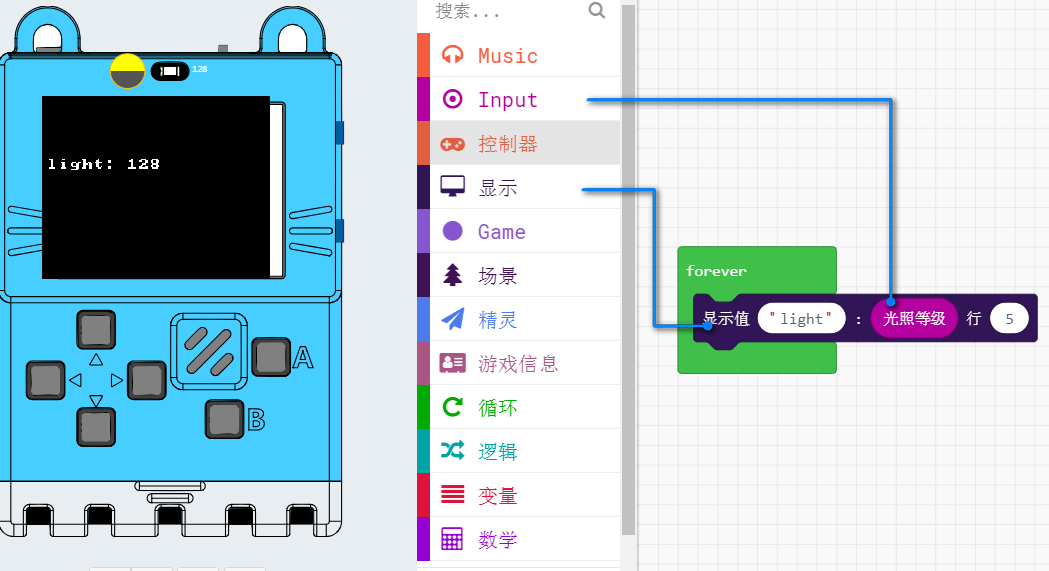 128
light: 128
A
B
搜索...
Music
Input
控制器
显示
Game
场景
精灵
游戏信息
循环
逻辑
变量
数学
forever
显示值 "light" : 光照等级 行 5